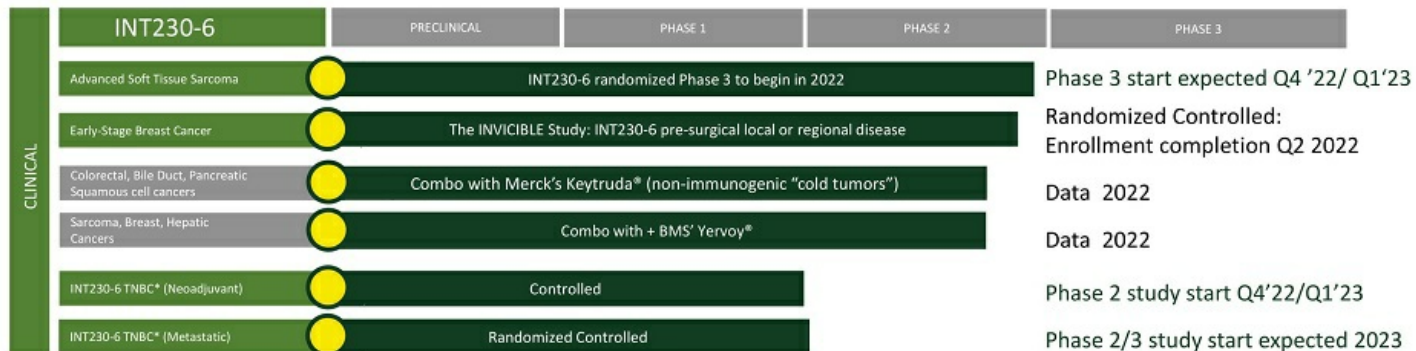 INT230-6
PRECLINICAL
PHASE 1
PHASE 2
PHASE 3
CLINICAL
Advanced Soft Tissue Sarcoma
INT230-6 randomized Phase 3 to begin in 2022
Phase 3 start expected Q4 '22/ Q1'23
Early-Stage Breast Cancer
The INVICIBLE Study: INT230-6 pre-surgical local or regional disease
Randomized Controlled:
Enrollment completion Q2 2022
Colorectal, Bile Duct, Pancreatic
Squamous cell cancers
Combo with Merck's Keytruda® (non-immunogenic "cold tumors")
Data 2022
Sarcoma, Breast, Hepatic
Cancers
Combo with + BMS' Yervoy®
Data 2022
INT230-6 TNBC* (Neoadjuvant)
Controlled
Phase 2 study start Q4'22/Q1'23
INT230-6 TNBC* (Metastatic)
Randomized Controlled
Phase 2/3 study start expected 2023